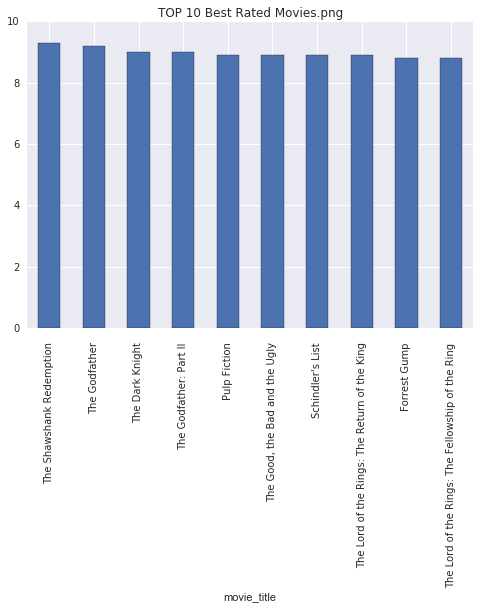 TOP 10 Best Rated Movies.png
10
8
6
4
2
0
The Shawshank Redemption
The Godfather
The Dark Knight
The Godfather: Part II
Pulp Fiction
The Good, the Bad and the Ugly
Schindler's List
The Lord of the Rings: The Return of the King
Forrest Gump
The Lord of the Rings: The Fellowship of the Ring
movie_title